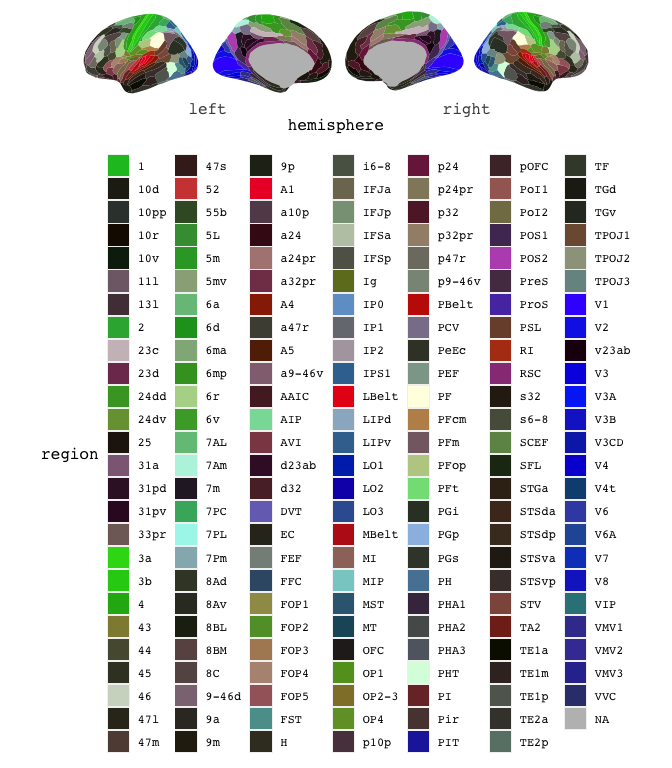 left right
hemisphere
region
1
10d
10pp
10r
10v
11l
13l
2
23c
23d
24dd
24dv
25
31a
31pd
31pv
33pr
3a
3b
4
43
44
45
46
47l
47m
47s
52
55b
5L
5m
5mv
6a
6d
6ma
6mp
6r
6v
7AL
7Am
7m
7PC
7PL
7Pm
8Ad
8Av
8BL
8BM
8C
9-46d
9a
9m
9p
A1
a10p
a24
a24pr
a32pr
A4
a47r
A5
a9-46v
AAIC
AIP
AVI
d23ab
d32
DVT
EC
FEF
FFC
FOP1
FOP2
FOP3
FOP4
FOP5
FST
H
i6-8
IFJa
IFJp
IFSa
IFSp
Ig
IP0
IP1
IP2
IPS1
LBelt
LIPd
LIPv
LO1
LO2
LO3
MBelt
MI
MIP
MST
MT
OFC
OP1
OP2-3
OP4
p10p
p24
p24pr
p32
p32pr
p47r
p9-46v
PBelt
PCV
PeEc
PEF
PF
PFcm
PFm
PFop
PFt
PGi
PGp
PGs
PH
PHA1
PHA2
PHA3
PHT
PI
Pir
PIT
pOFC
PoI1
PoI2
POS1
POS2
PreS
ProS
PSL
RI
RSC
s32
s6-8
SCEF
SFL
STGa
STSda
STSdp
STSva
STSvp
STV
TA2
TE1a
TE1m
TE1p
TE2a
TE2p
TF
TGd
TGv
TPOJ1
TPOJ2
TPOJ3
V1
V2
v23ab
V3
V3A
V3B
V3CD
V4
V4t
V6
V6A
V7
V8
VIP
VMV1
VMV2
VMV3
VVC
NA